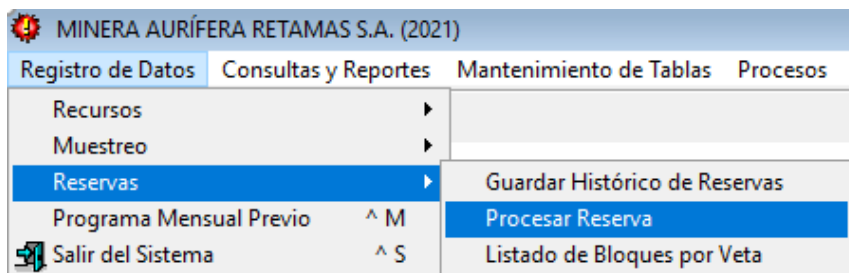 MINERA AURÍFERA RETAMAS S.A. (2021)
Registro de Datos Consultas y Reportes Mantenimiento de Tablas Procesos
Recursos
Muestreo
Reservas
Programa Mensual Previo ^ M
Salir del Sistema ^ S
Guardar Histórico de Reservas
Procesar Reserva
Listado de Bloques por Veta